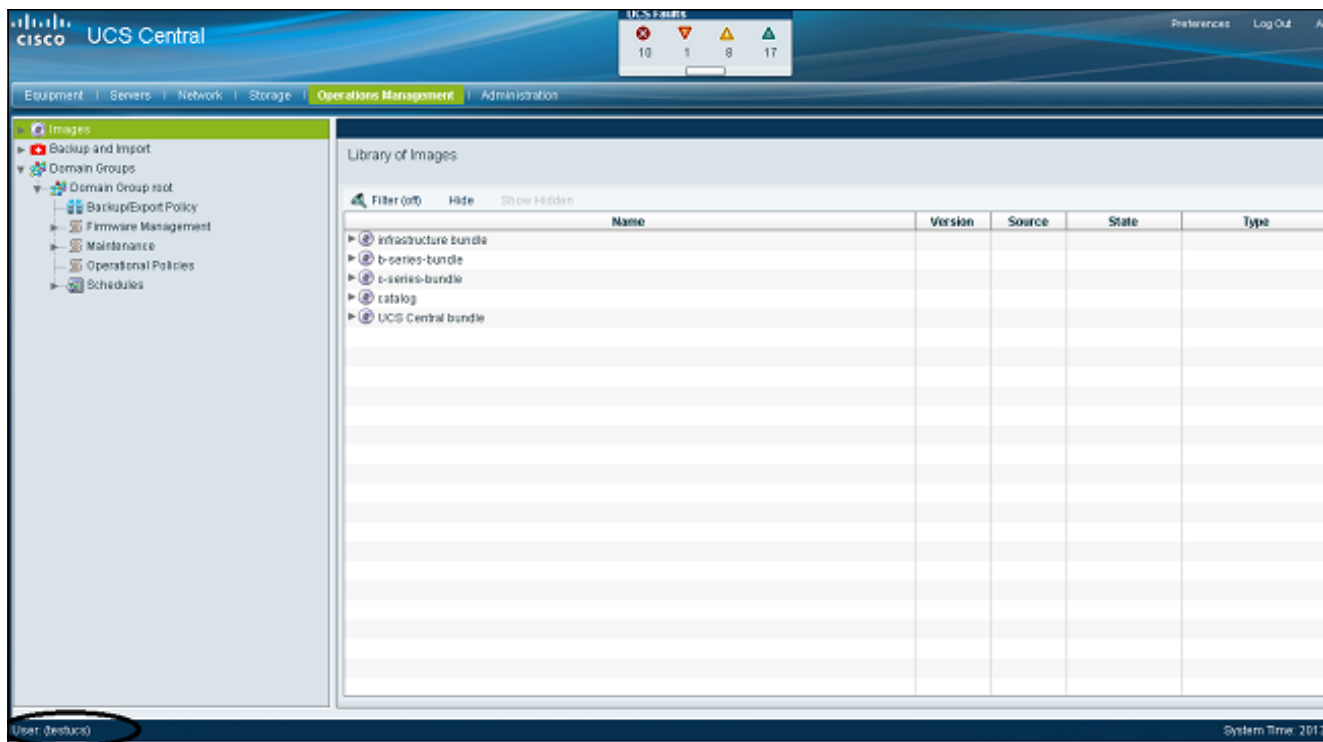 UCS Faults
CISCO UCS Central
Preferences Log Out A
10 1 8 17
Equipment | Servers | Network | Storage | Operations Management | Administration
Images
Backup and Import
Domain Groups
Domain Group root
Backup/Export Policy
Firmware Management
Maintenance
Operational Policies
Schedules
Library of Images
Filter (off) Hide Show Hidden
Name Version Source State Type
infrastructure bundle
b-series-bundle
c-series-bundle
catalog
UCS Central bundle
User: (testucs)
System Time: 201